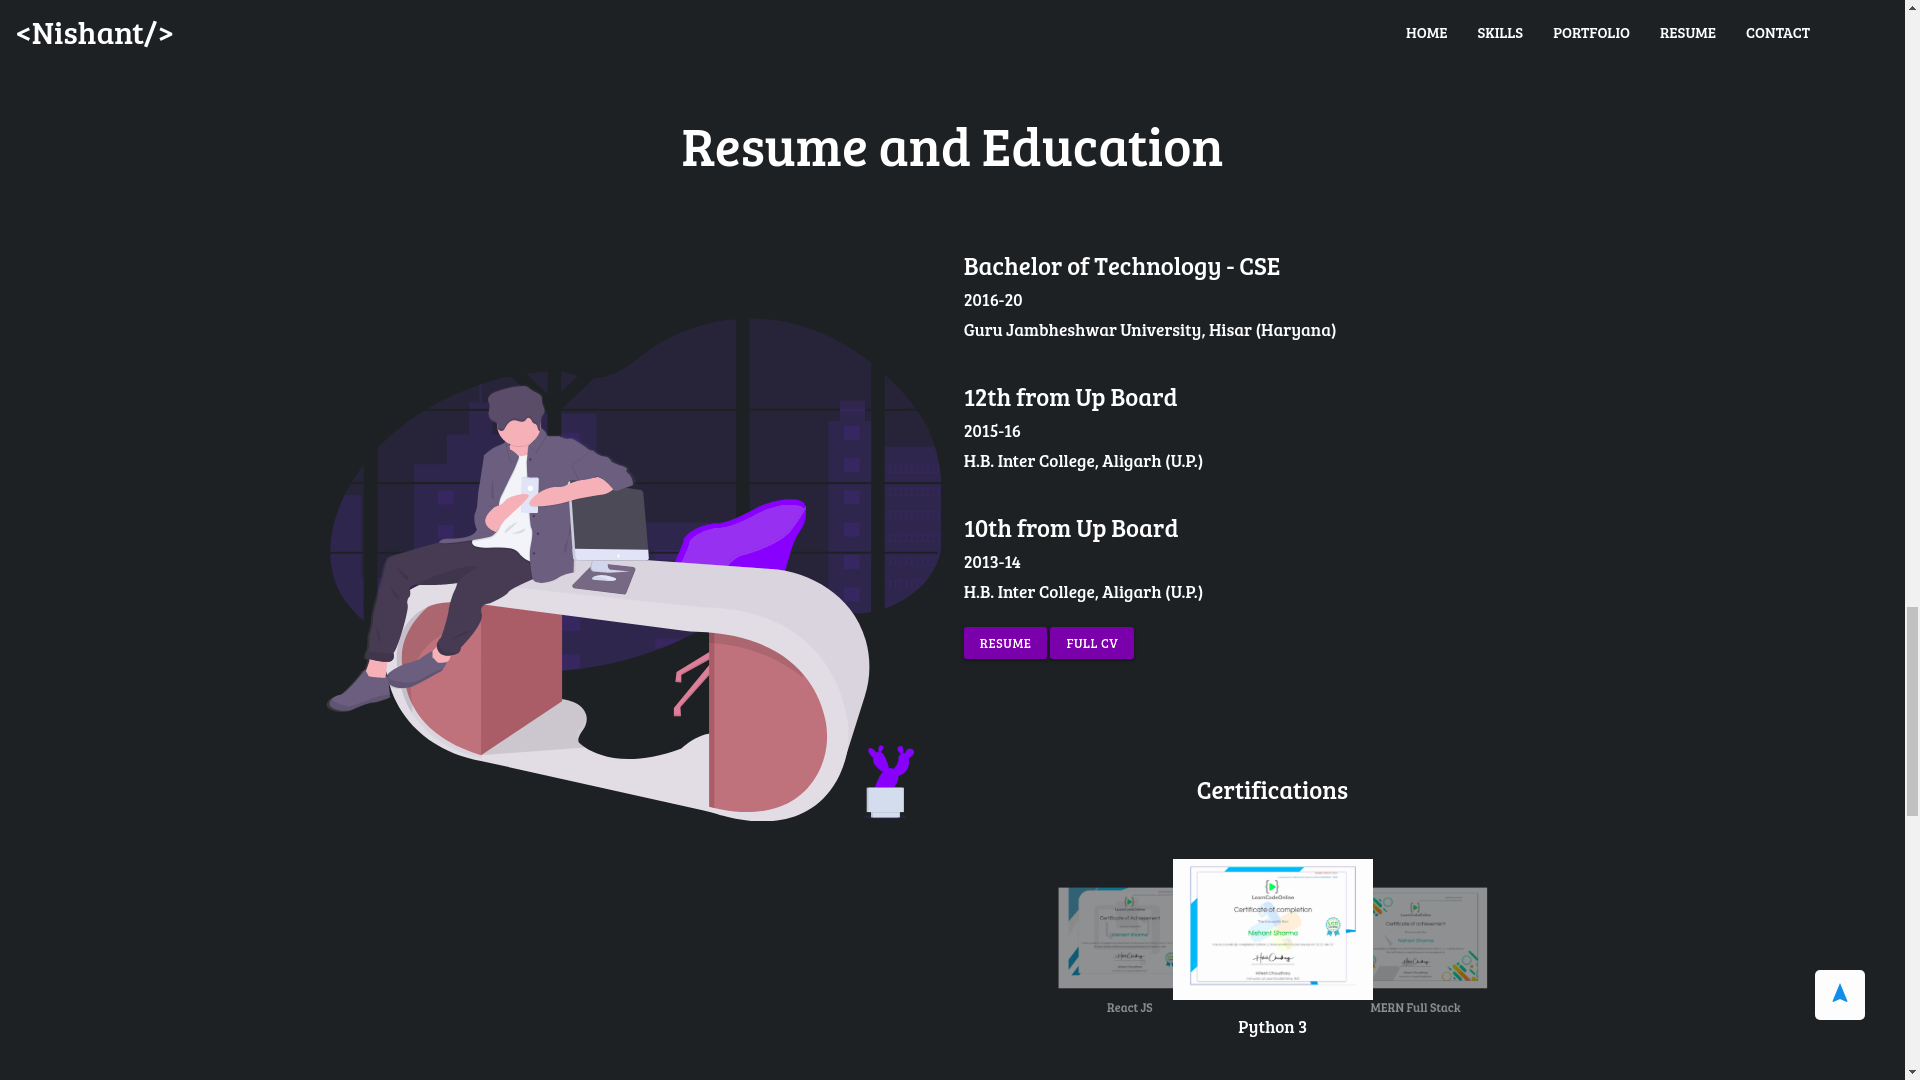 <Nishant/>
HOME SKILLS PORTFOLIO RESUME CONTACT
Resume and Education
Bachelor of Technology - CSE
2016-20
Guru Jambheshwar University, Hisar (Haryana)
12th from Up Board
2015-16
H.B. Inter College, Aligarh (U.P.)
10th from Up Board
2013-14
H.B. Inter College, Aligarh (U.P.)
RESUME FULL CV
Certifications
LearnCodeOnline
Certificate of Achievement
React JS
LearnCodeOnline
Certificate of completion
Nishant Sharma
Hitesh Choudhary
Python 3
LearnCodeOnline
Certificate of achievement
Nishant Sharma
MERN Full Stack